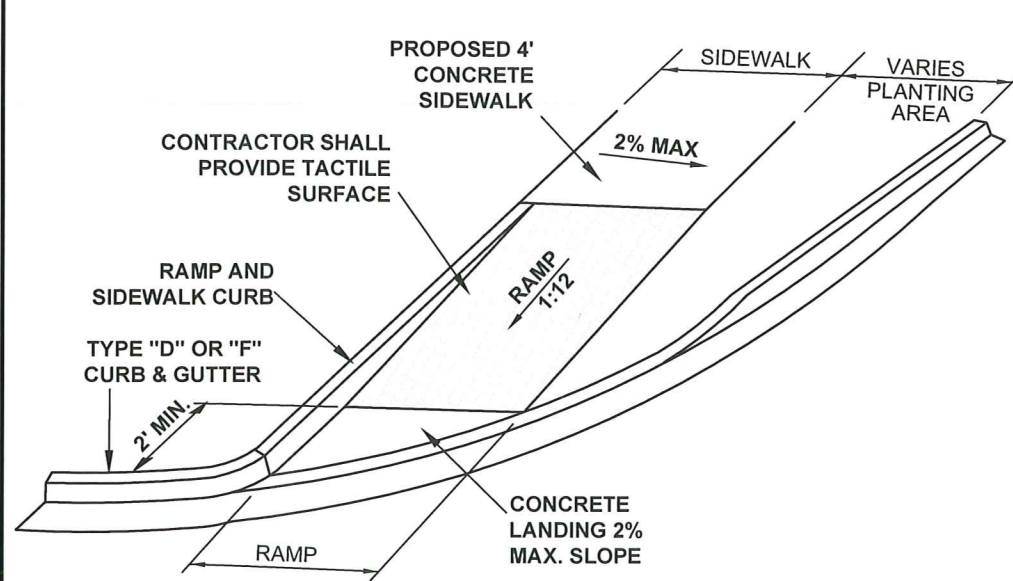 PROPOSED 4'
CONCRETE
SIDEWALK
SIDEWALK
VARIES
PLANTING
AREA
CONTRACTOR SHALL
PROVIDE TACTILE
SURFACE
2% MAX
RAMP AND
SIDEWALK CURB
RAMP
1:12
TYPE "D" OR "F"
CURB & GUTTER
2' MIN.
CONCRETE
LANDING 2%
MAX. SLOPE
RAMP